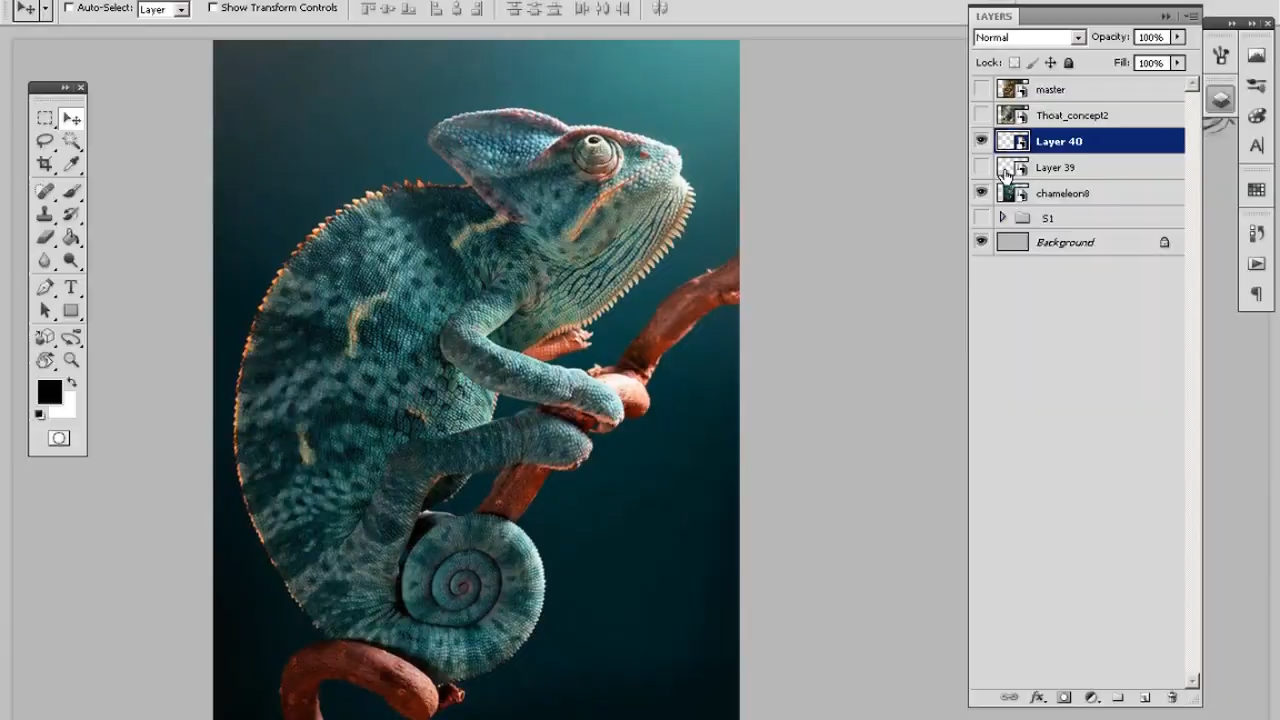 Auto-Select:
Layer
Show Transform Controls
LAYERS
Normal
Opacity: 100%
Lock:
Fill: 100%
master
Thoat_concept2
Layer 40
Layer 39
chameleon8
S1
Background